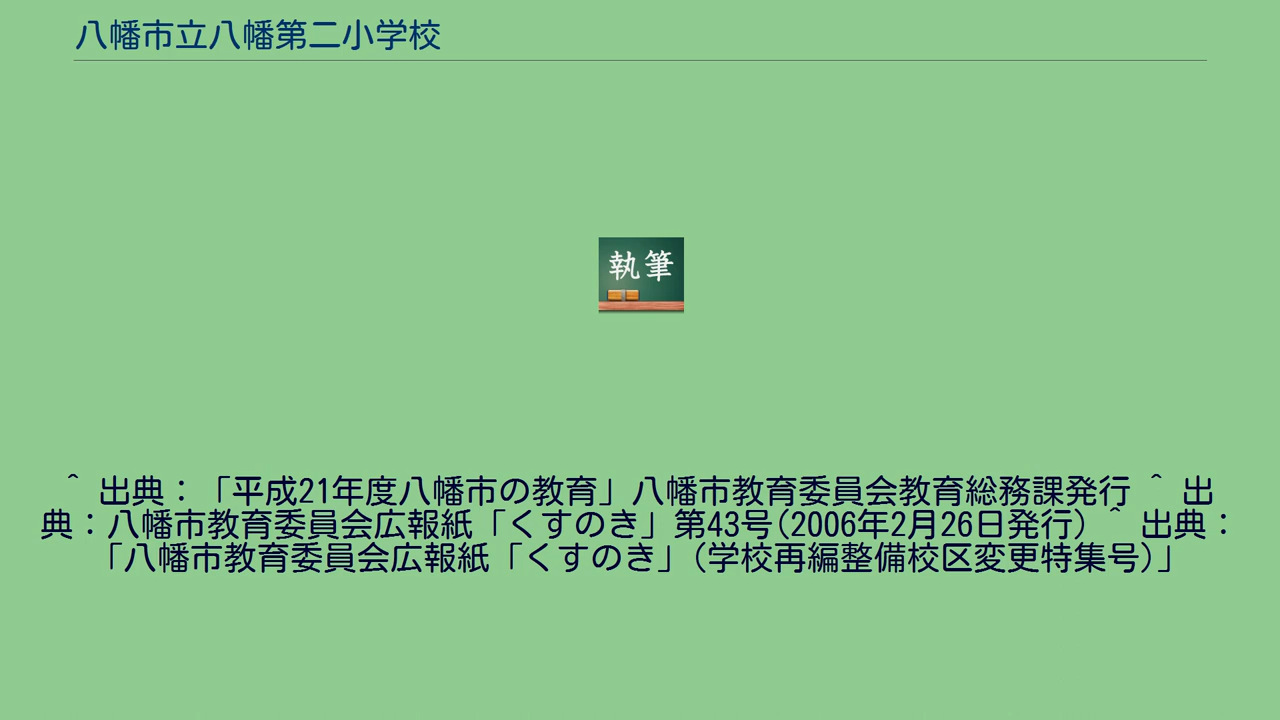 八幡市立八幡第二小学校
執筆
^ 出典：「平成21年度八幡市の教育」八幡市教育委員会教育総務課発行 ^ 出
典：八幡市教育委員会広報紙「くすのき」第43号(2006年2月26日発行) ^ 出典：
「八幡市教育委員会広報紙「くすのき」(学校再編整備校区変更特集号)」